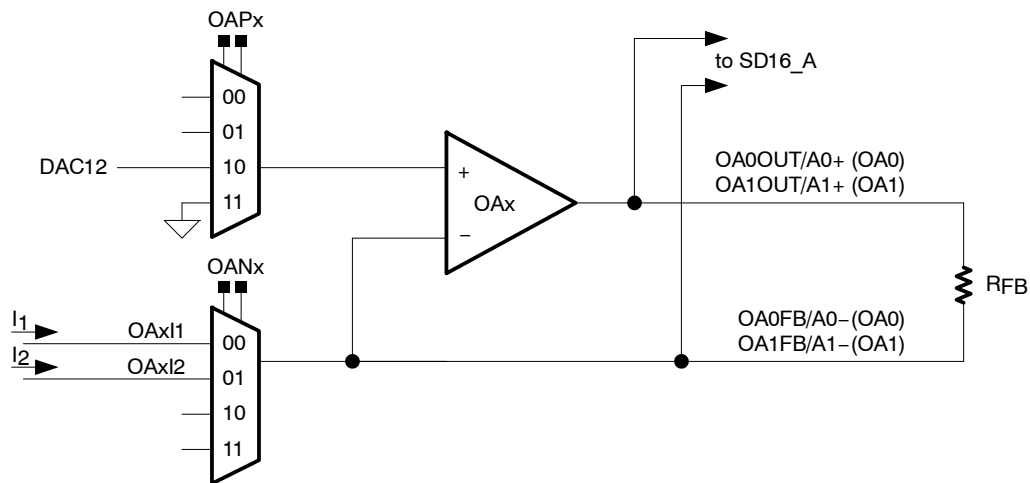 OAPx
00
01
DAC12
10
11
+
−
OAx
to SD16_A
OA0OUT/A0+ (OA0)
OA1OUT/A1+ (OA1)
RFB
OANx
I1
OAxI1
00
I2
OAxI2
01
10
11
OA0FB/A0−(OA0)
OA1FB/A1−(OA1)